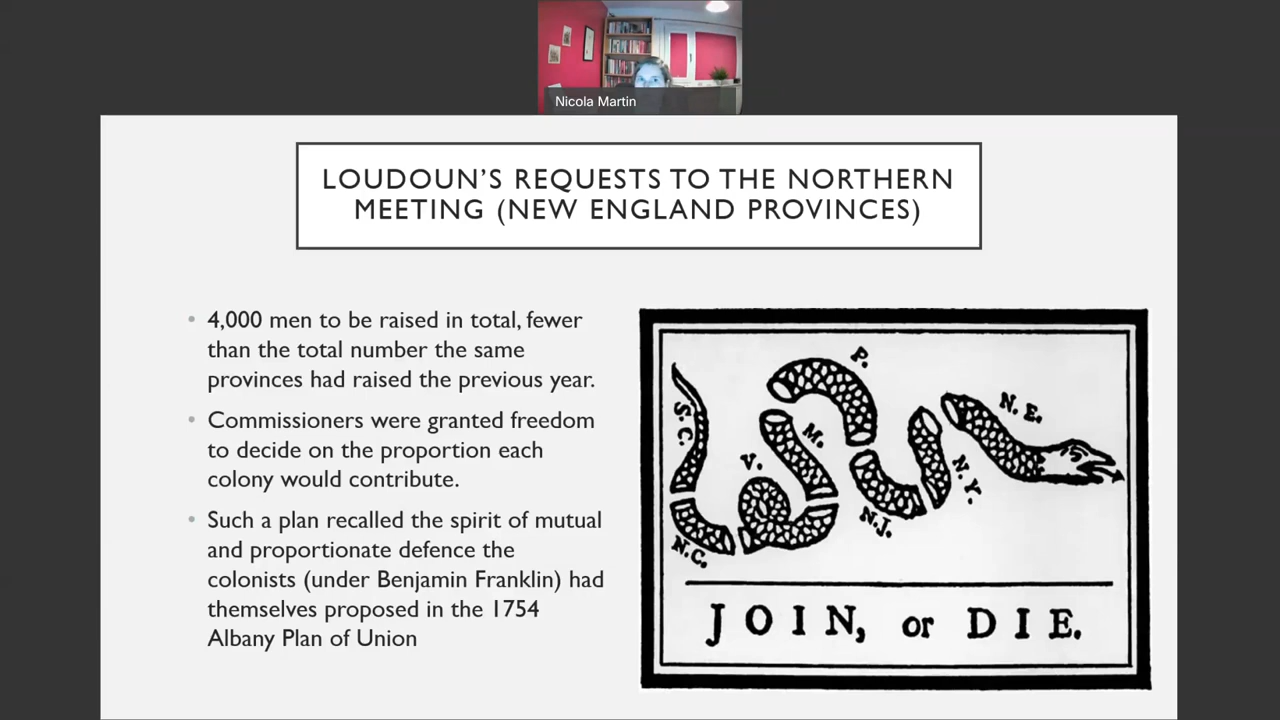 Nicola Martin
LOUDOUN'S REQUESTS TO THE NORTHERN
MEETING (NEW ENGLAND PROVINCES)
• 4,000 men to be raised in total, fewer
than the total number the same
provinces had raised the previous year.
• Commissioners were granted freedom
to decide on the proportion each
colony would contribute.
• Such a plan recalled the spirit of mutual
and proportionate defence the
colonists (under Benjamin Franklin) had
themselves proposed in the 1754
Albany Plan of Union
S.C.
N.C.
V.
M.
P.
N.J.
N.Y.
N.E.
JOIN, or DIE.